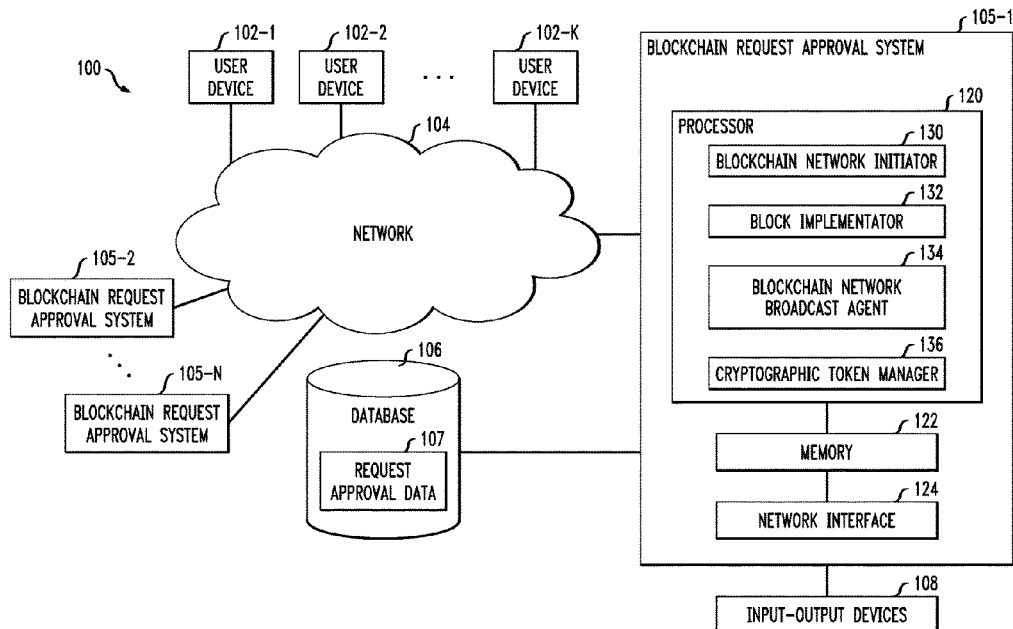 100
102-1
USER
DEVICE
102-2
USER
DEVICE
. . .
102-K
USER
DEVICE
104
NETWORK
105-2
BLOCKCHAIN REQUEST
APPROVAL SYSTEM
105-N
BLOCKCHAIN REQUEST
APPROVAL SYSTEM
106
DATABASE
107
REQUEST
APPROVAL DATA
105-1
BLOCKCHAIN REQUEST APPROVAL SYSTEM
120
PROCESSOR
130
BLOCKCHAIN NETWORK INITIATOR
132
BLOCK IMPLEMENTATOR
134
BLOCKCHAIN NETWORK
BROADCAST AGENT
136
CRYPTOGRAPHIC TOKEN MANAGER
122
MEMORY
124
NETWORK INTERFACE
108
INPUT-OUTPUT DEVICES